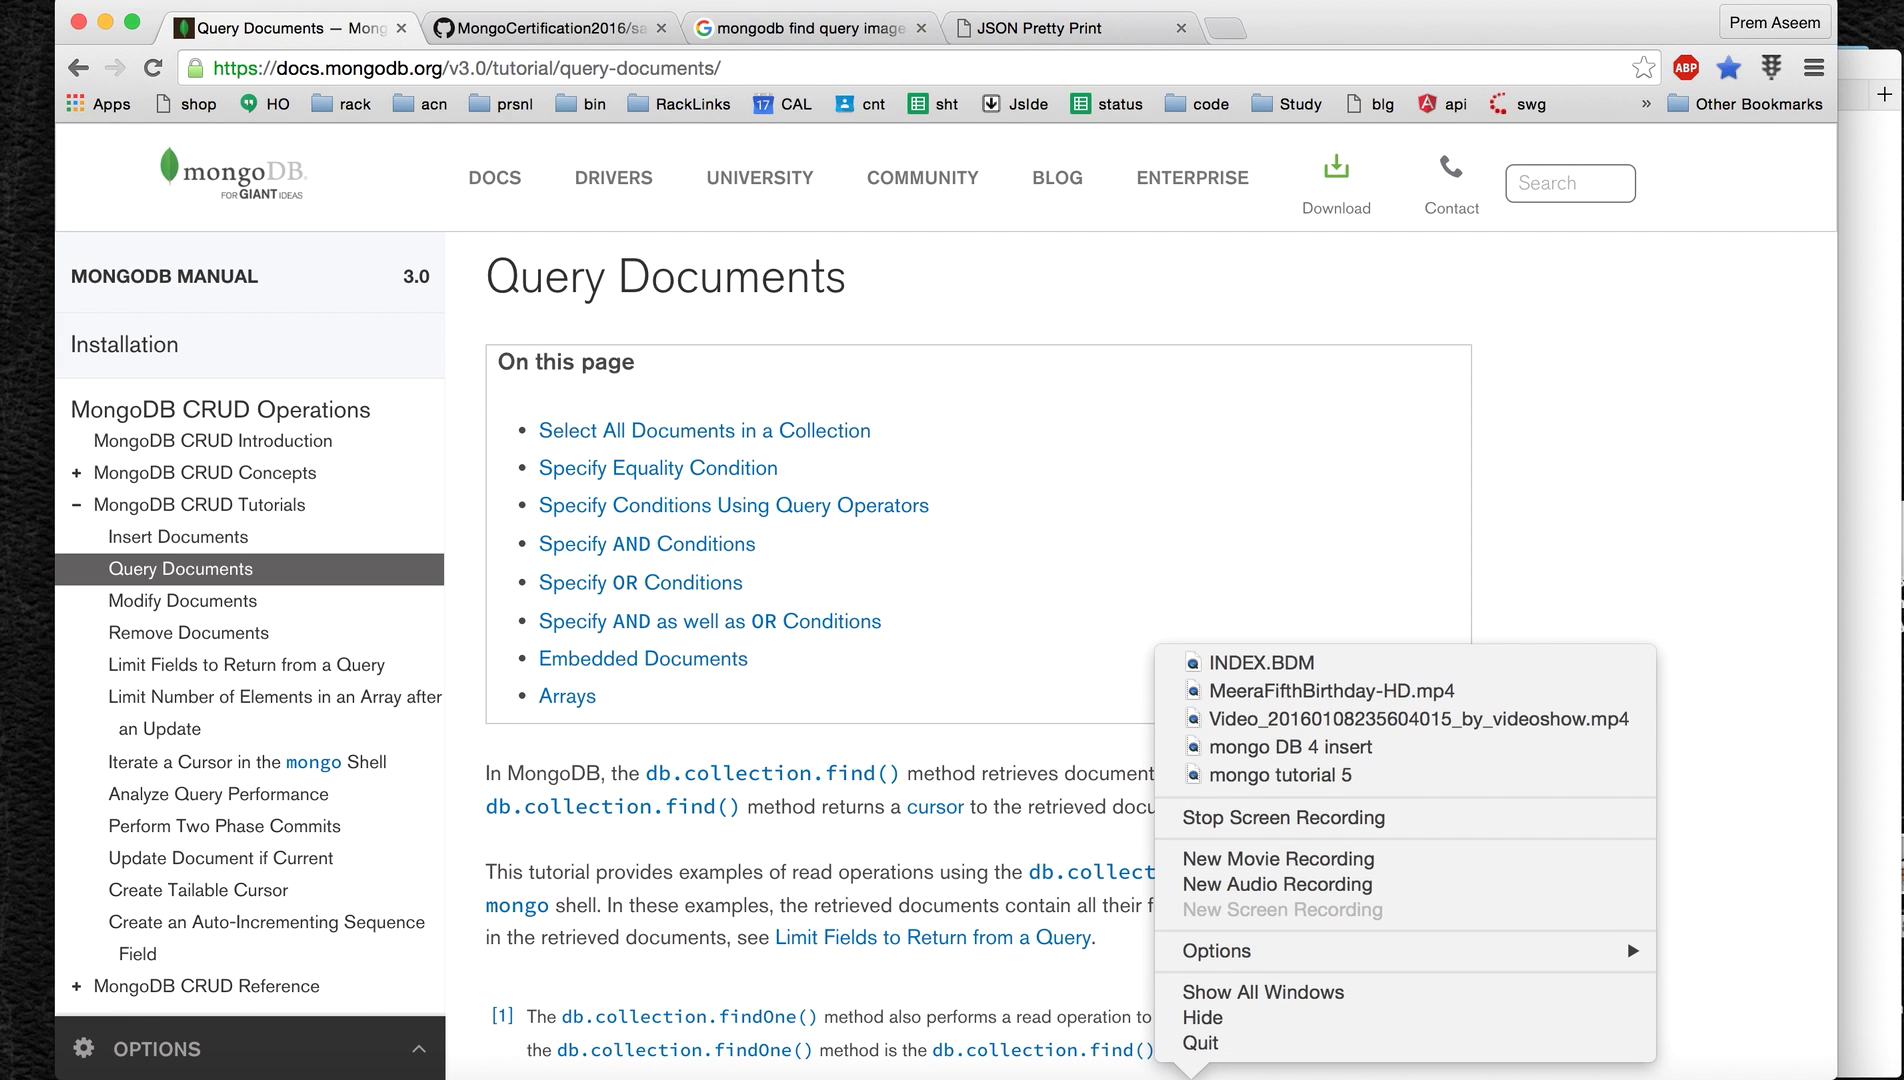 Query Documents — Mong
MongoCertification2016/sa
mongodb find query image
JSON Pretty Print
Prem Aseem
https://docs.mongodb.org/v3.0/tutorial/query-documents/
ABP
Apps shop HO rack acn prsnl bin RackLinks 17 CAL cnt sht JsIde status code Study blg api swg » Other Bookmarks
mongoDB.
FOR GIANT IDEAS
DOCS DRIVERS UNIVERSITY COMMUNITY BLOG ENTERPRISE Download Contact Search
MONGODB MANUAL 3.0
Installation
MongoDB CRUD Operations
MongoDB CRUD Introduction
+ MongoDB CRUD Concepts
– MongoDB CRUD Tutorials
Insert Documents
Query Documents
Modify Documents
Remove Documents
Limit Fields to Return from a Query
Limit Number of Elements in an Array after
an Update
Iterate a Cursor in the mongo Shell
Analyze Query Performance
Perform Two Phase Commits
Update Document if Current
Create Tailable Cursor
Create an Auto-Incrementing Sequence
Field
+ MongoDB CRUD Reference
OPTIONS
Query Documents
On this page
• Select All Documents in a Collection
• Specify Equality Condition
• Specify Conditions Using Query Operators
• Specify AND Conditions
• Specify OR Conditions
• Specify AND as well as OR Conditions
• Embedded Documents
• Arrays
In MongoDB, the db.collection.find() method retrieves document
db.collection.find() method returns a cursor to the retrieved docu
This tutorial provides examples of read operations using the db.collect
mongo shell. In these examples, the retrieved documents contain all their f
in the retrieved documents, see Limit Fields to Return from a Query.
[1] The db.collection.findOne() method also performs a read operation to
the db.collection.findOne() method is the db.collection.find()
INDEX.BDM
MeeraFifthBirthday-HD.mp4
Video_20160108235604015_by_videoshow.mp4
mongo DB 4 insert
mongo tutorial 5
Stop Screen Recording
New Movie Recording
New Audio Recording
New Screen Recording
Options
Show All Windows
Hide
Quit